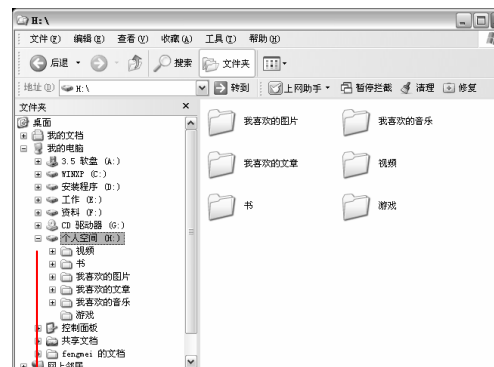 H:\
文件(F) 编辑(E) 查看(V) 收藏(A) 工具(T) 帮助(H)
后退 搜索 文件夹
地址(D) H:\ 转到 上网助手 暂停拦截 清理 修复
文件夹
桌面
我的文档
我的电脑
3.5 软盘 (A:)
WINXP (C:)
安装程序 (D:)
工作 (E:)
资料 (F:)
CD 驱动器 (G:)
个人空间 (H:)
视频
书
我喜欢的图片
我喜欢的文章
我喜欢的音乐
游戏
控制面板
共享文档
fengmei 的文档
网上邻居
我喜欢的图片 我喜欢的音乐
我喜欢的文章 视频
书 游戏